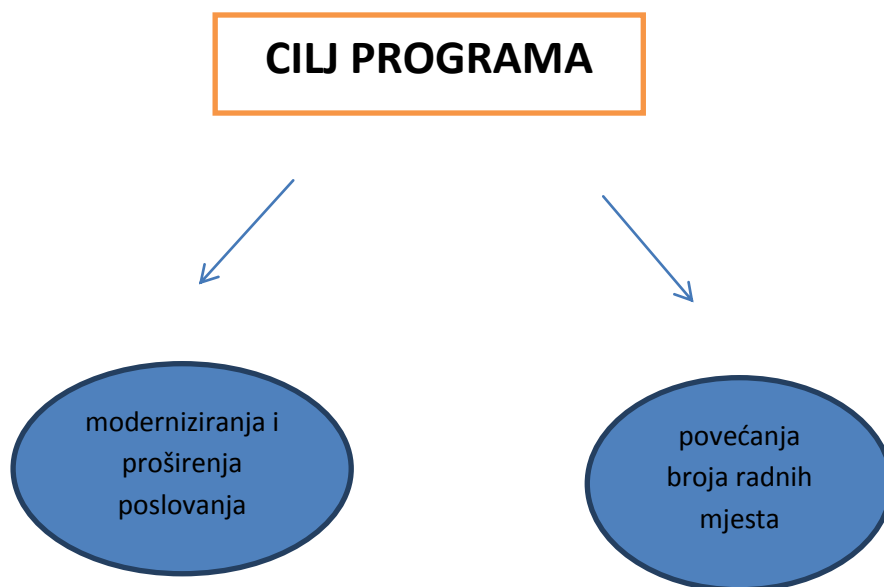 CILJ PROGRAMA
moderniziranja i
proširenja
poslovanja
povećanja
broja radnih
mjesta